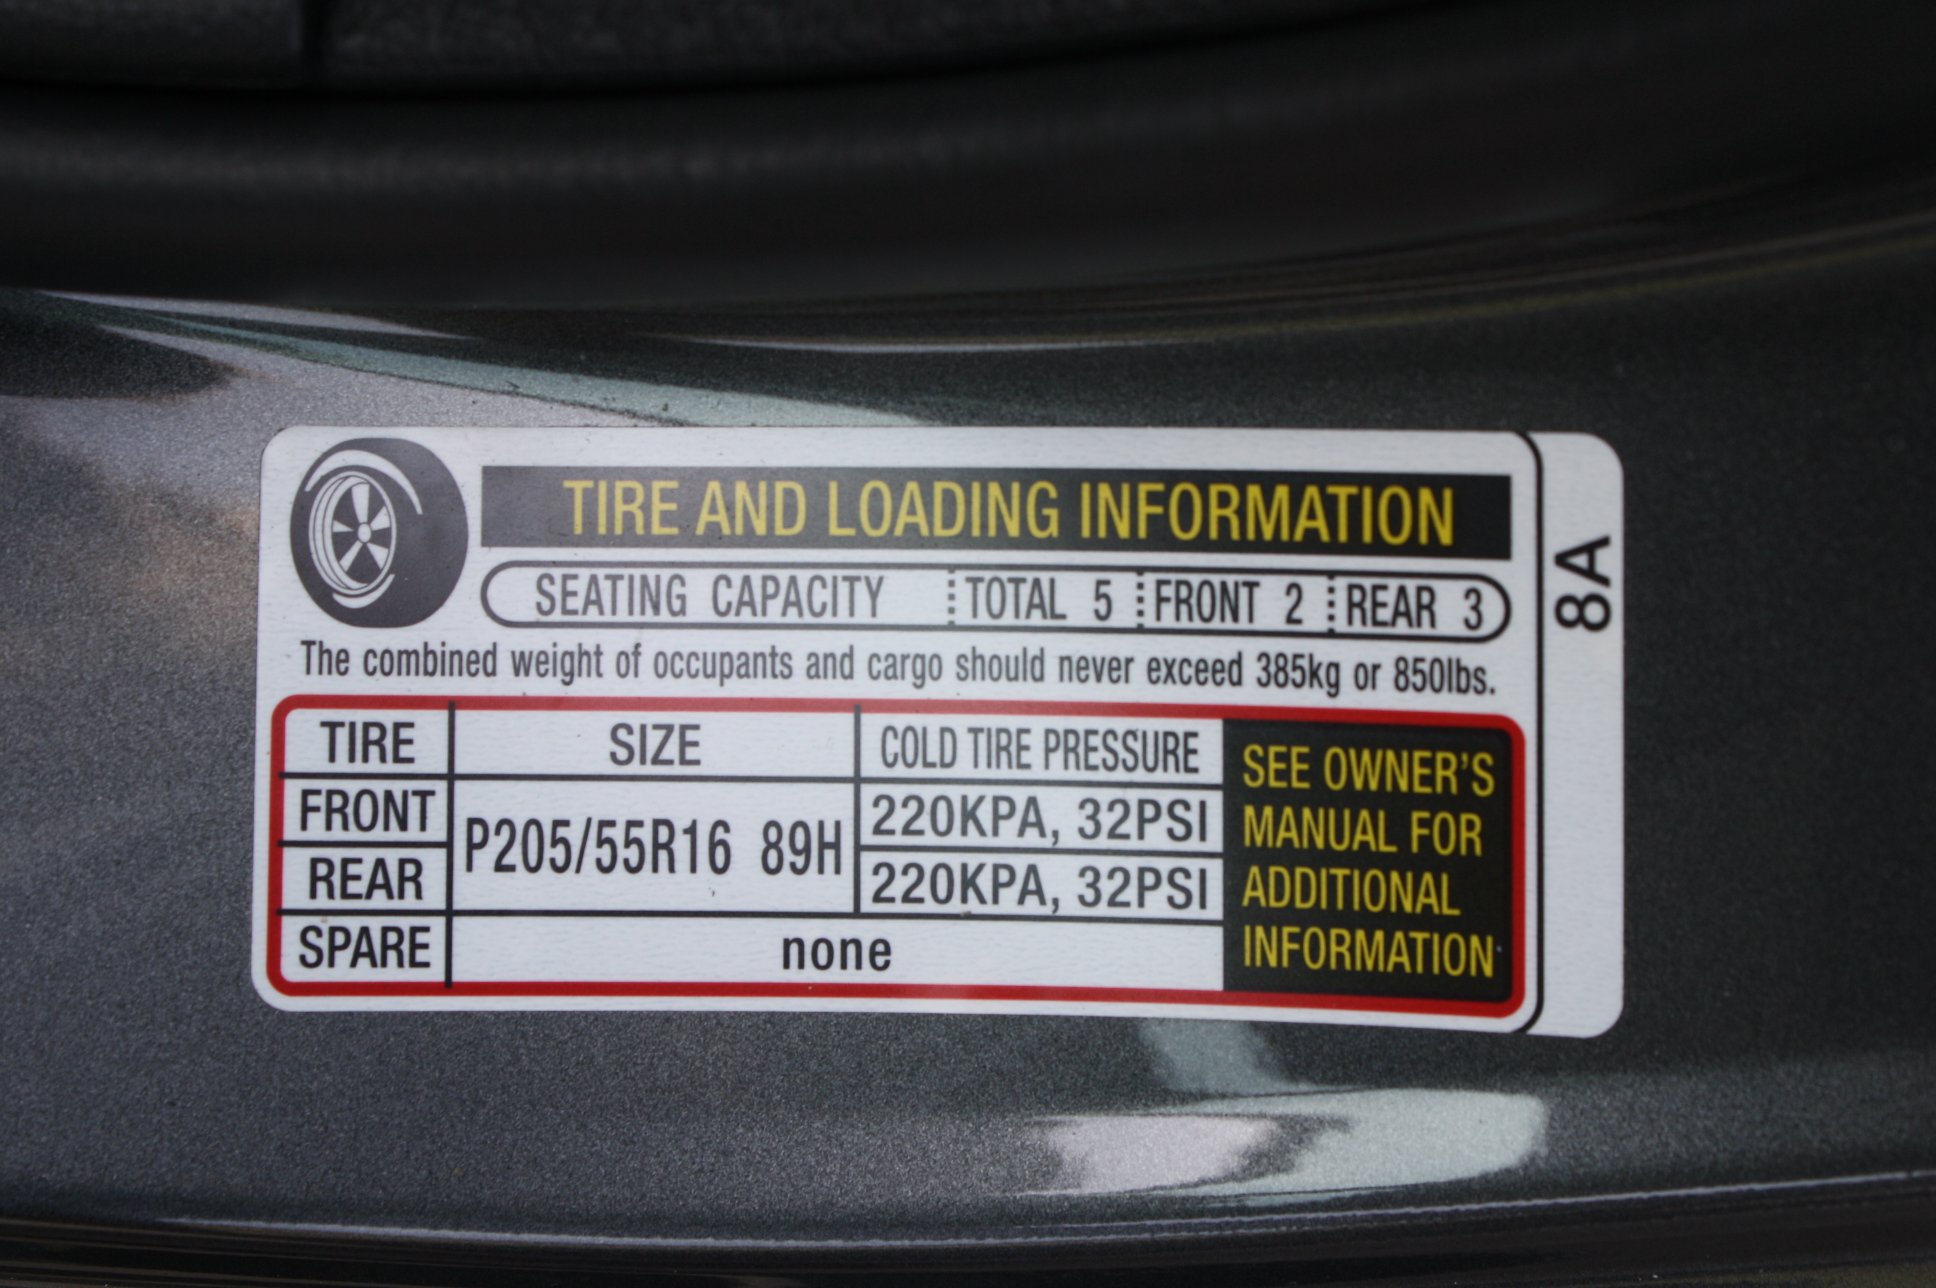 TIRE AND LOADING INFORMATION
SEATING CAPACITY TOTAL 5 FRONT 2 REAR 3
The combined weight of occupants and cargo should never exceed 385kg or 850lbs.
TIRE SIZE COLD TIRE PRESSURE
FRONT P205/55R16 89H 220KPA, 32PSI
REAR 220KPA, 32PSI
SPARE none
SEE OWNER'S
MANUAL FOR
ADDITIONAL
INFORMATION
8A